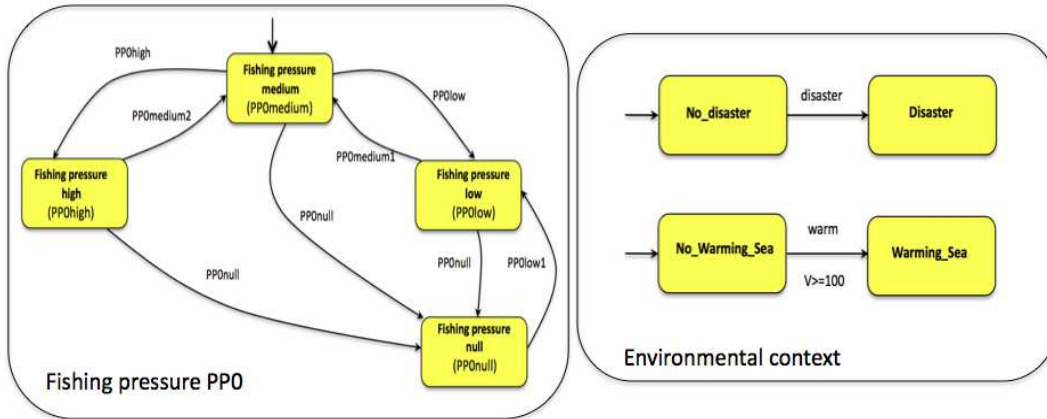 PP0high
Fishing pressure
medium
(PP0medium)
PP0low
PP0medium2
PP0medium1
Fishing pressure
high
(PP0high)
Fishing pressure
low
(PP0low)
PP0null
PP0null
PP0null
PP0low1
Fishing pressure
null
(PP0null)
Fishing pressure PP0
No_disaster
disaster
Disaster
No_Warming_Sea
warm
V>=100
Warming_Sea
Environmental context